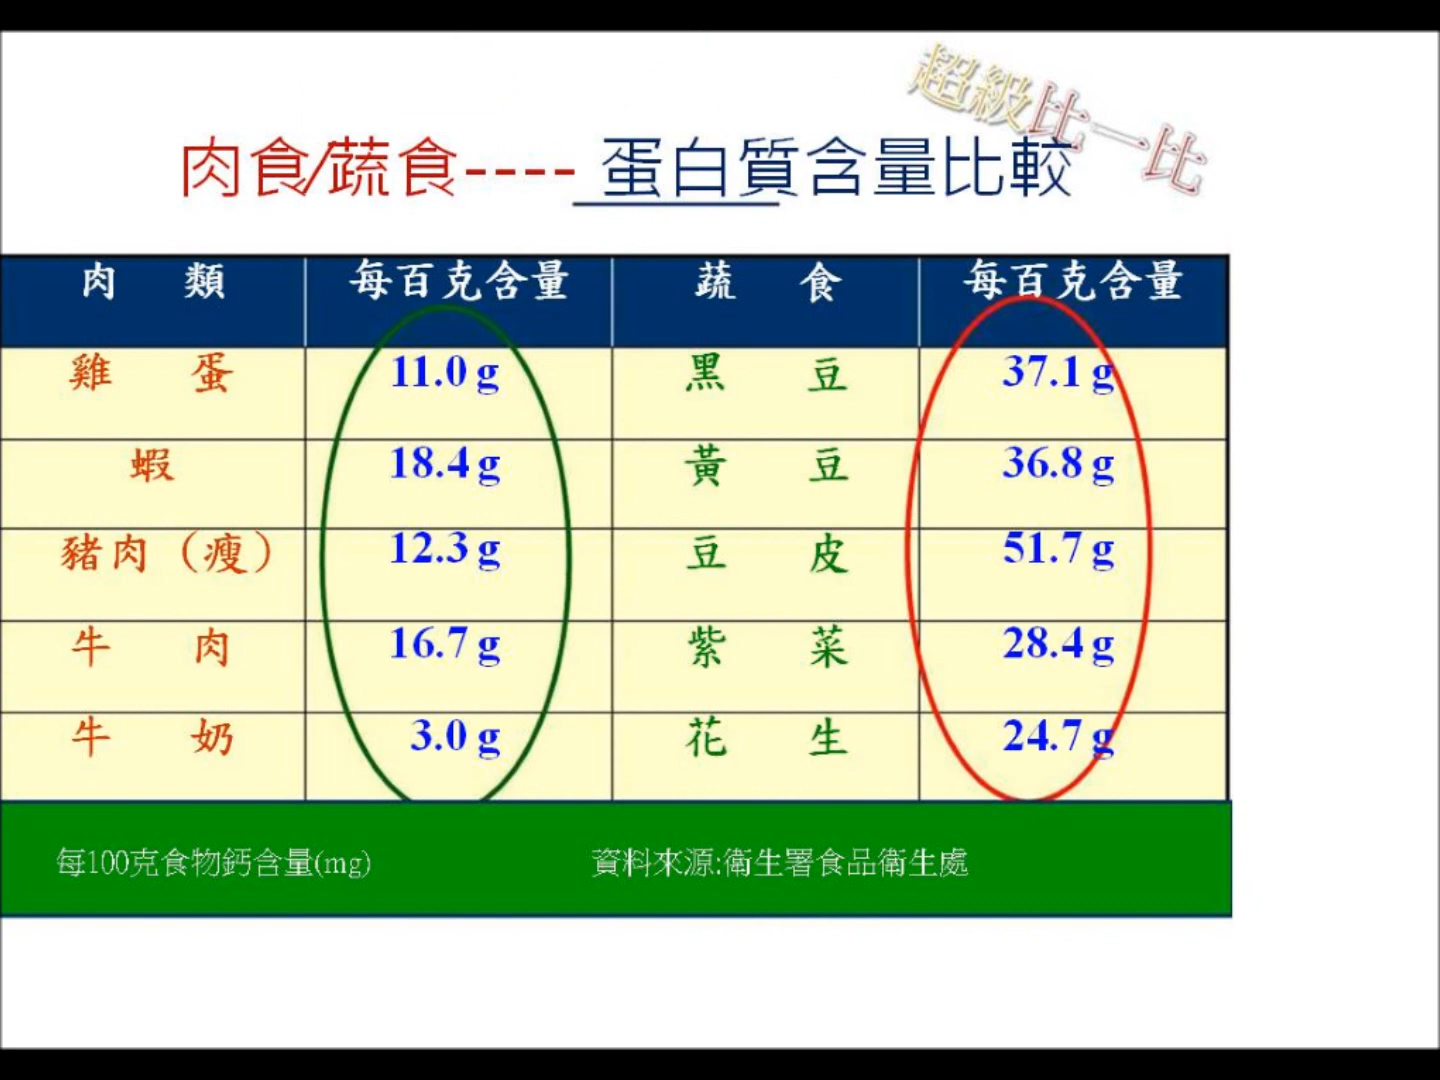 超級比一比
肉食/蔬食---- 蛋白質含量比較
肉 類 每百克含量 蔬 食 每百克含量
雞 蛋 11.0 g 黑 豆 37.1 g
蝦 18.4 g 黃 豆 36.8 g
豬肉（瘦） 12.3 g 豆 皮 51.7 g
牛 肉 16.7 g 紫 菜 28.4 g
牛 奶 3.0 g 花 生 24.7 g
每100克食物鈣含量(mg) 資料來源:衛生署食品衛生處